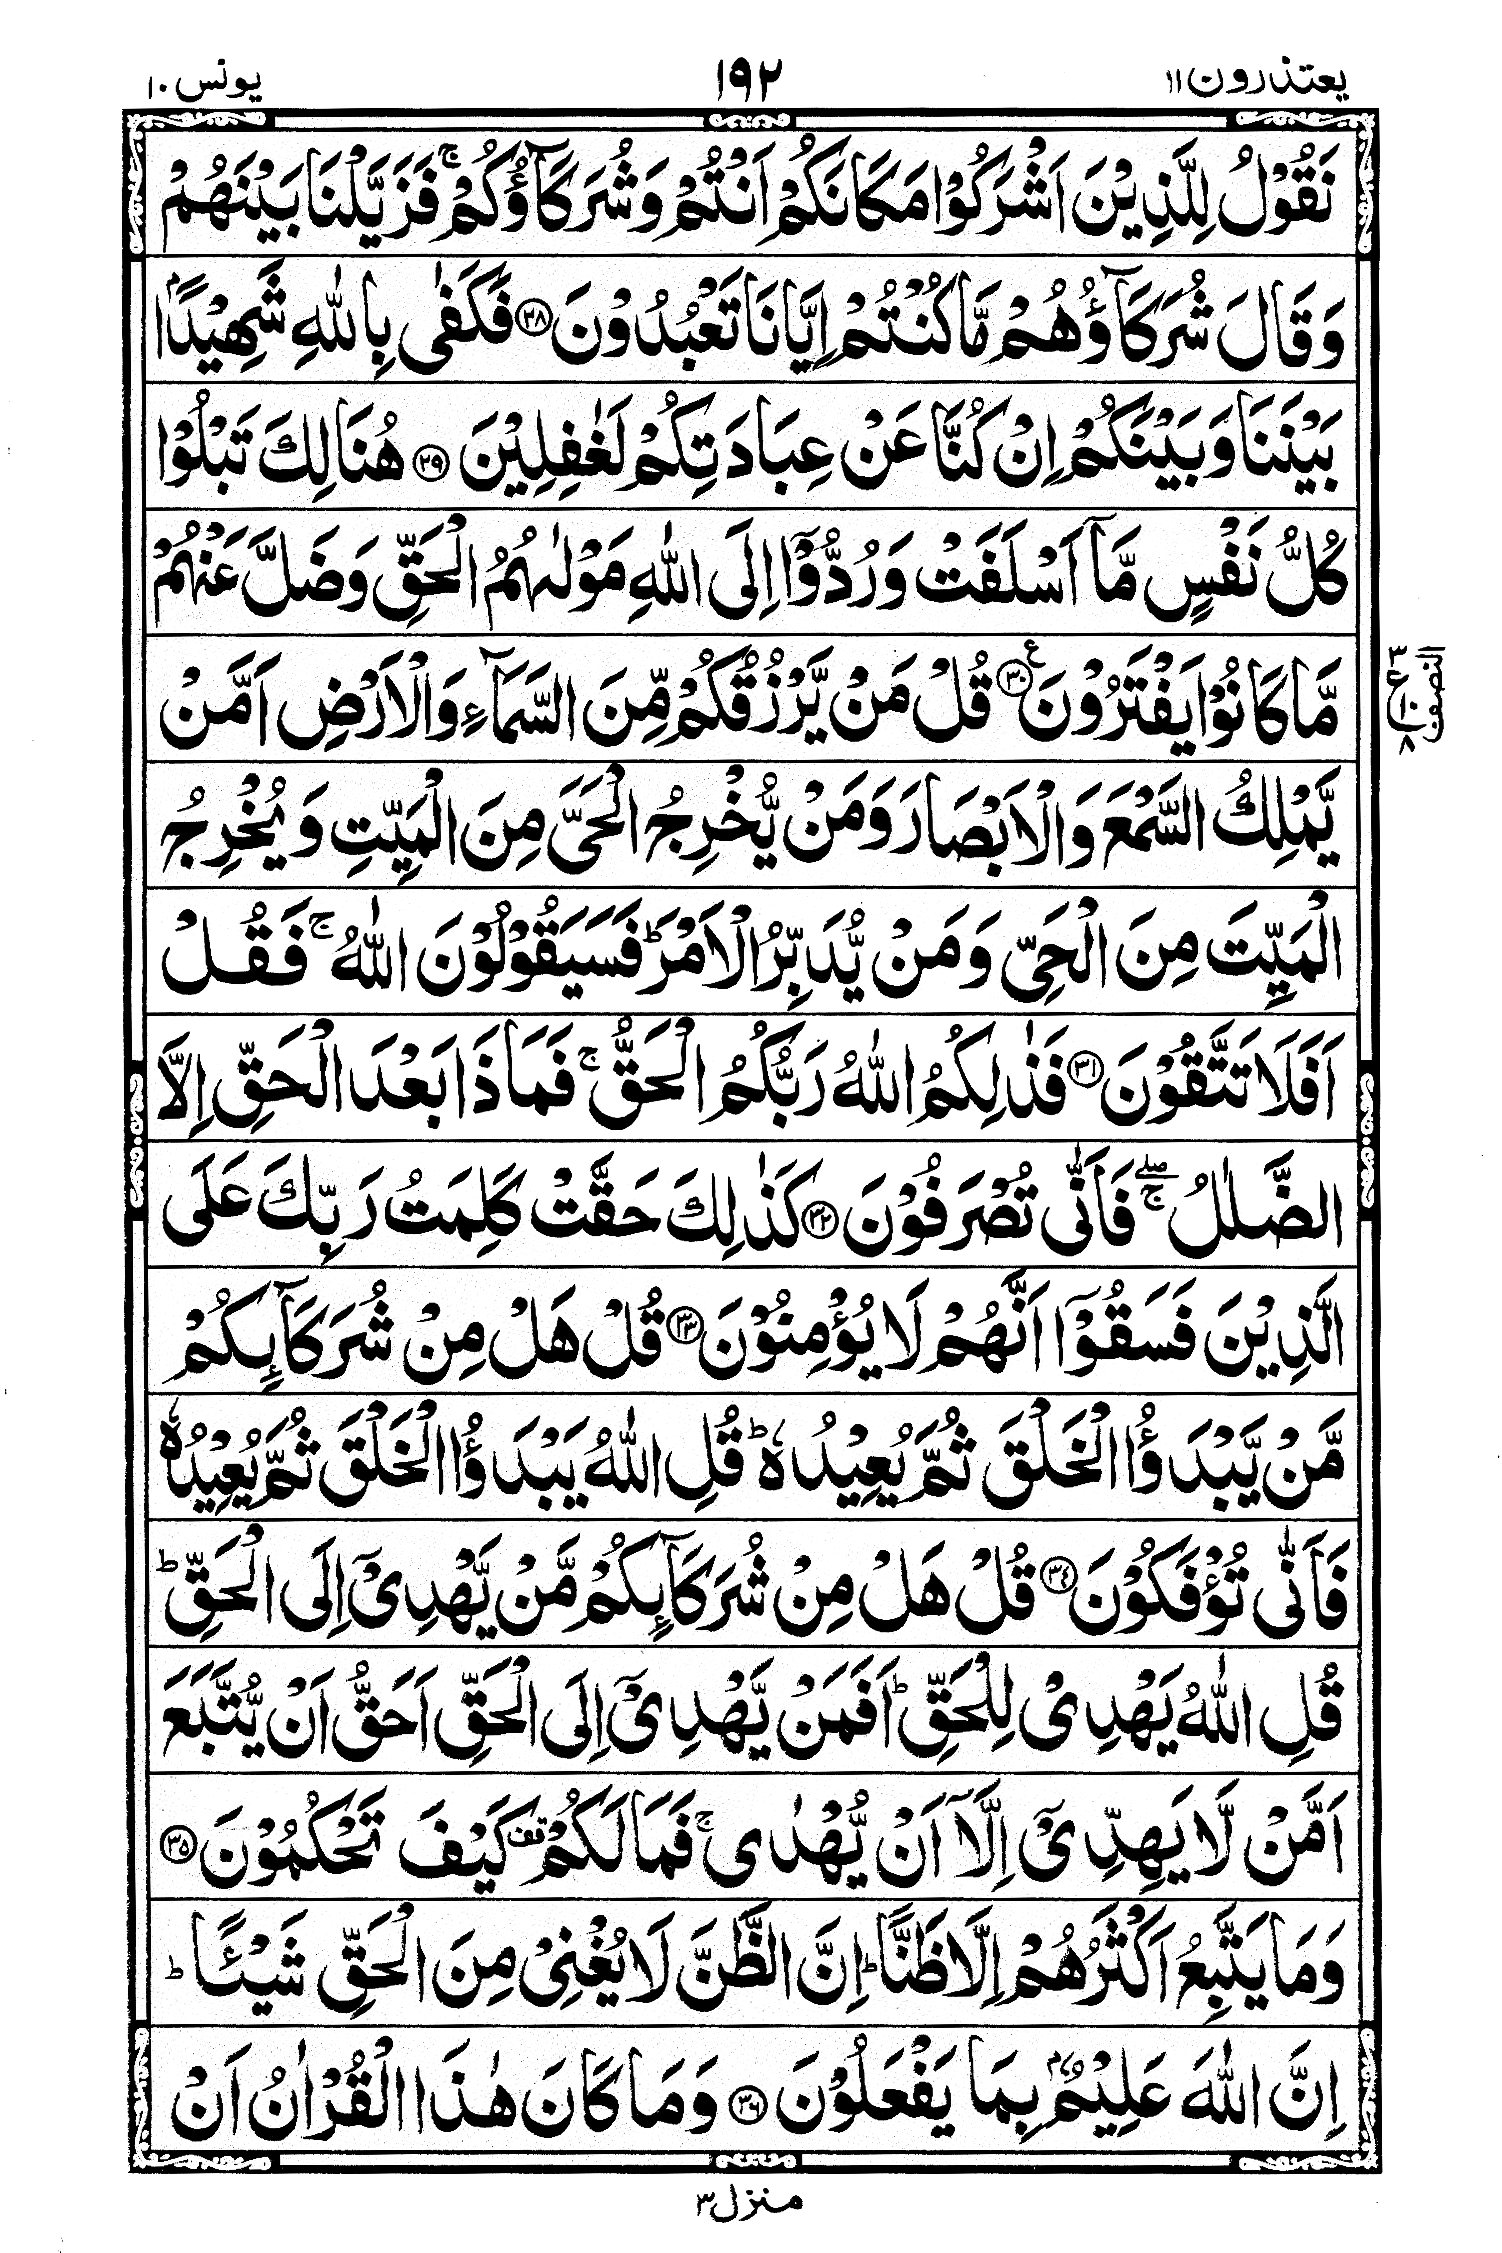 يعتذرون ١١
١٩٢
يونس ١٠
نَقُوْلُ لِلَّذِيْنَ اَشْرَكُوْا مَكَانَكُمْ اَنْتُمْ وَشُرَكَآؤُكُمْ ۚ فَزَيَّلْنَا بَيْنَهُمْ
وَقَالَ شُرَكَآؤُهُمْ مَّا كُنْتُمْ اِيَّانَا تَعْبُدُوْنَ ﴿٢٨﴾ فَكَفٰى بِاللّٰهِ شَهِيْدًۢا
بَيْنَنَا وَبَيْنَكُمْ اِنْ كُنَّا عَنْ عِبَادَتِكُمْ لَغٰفِلِيْنَ ﴿٢٩﴾ هُنَالِكَ تَبْلُوْا
كُلُّ نَفْسٍ مَّآ اَسْلَفَتْ وَرُدُّوْٓا اِلَى اللّٰهِ مَوْلٰىهُمُ الْحَقِّ وَضَلَّ عَنْهُمْ
مَّا كَانُوْا يَفْتَرُوْنَ ﴿٣٠﴾ ع قُلْ مَنْ يَّرْزُقُكُمْ مِّنَ السَّمَآءِ وَالْاَرْضِ اَمَّنْ
يَّمْلِكُ السَّمْعَ وَالْاَبْصَارَ وَمَنْ يُّخْرِجُ الْحَيَّ مِنَ الْمَيِّتِ وَيُخْرِجُ
الْمَيِّتَ مِنَ الْحَيِّ وَمَنْ يُّدَبِّرُ الْاَمْرَ ؕ فَسَيَقُوْلُوْنَ اللّٰهُ ۚ فَقُلْ
اَفَلَا تَتَّقُوْنَ ﴿٣١﴾ فَذٰلِكُمُ اللّٰهُ رَبُّكُمُ الْحَقُّ ۚ فَمَاذَا بَعْدَ الْحَقِّ اِلَّا
الضَّلٰلُ ۖۚ فَاَنّٰى تُصْرَفُوْنَ ﴿٣٢﴾ كَذٰلِكَ حَقَّتْ كَلِمَتُ رَبِّكَ عَلَى
الَّذِيْنَ فَسَقُوْٓا اَنَّهُمْ لَا يُؤْمِنُوْنَ ﴿٣٣﴾ قُلْ هَلْ مِنْ شُرَكَآىِٕكُمْ
مَّنْ يَّبْدَؤُا الْخَلْقَ ثُمَّ يُعِيْدُهٗ ؕ قُلِ اللّٰهُ يَبْدَؤُا الْخَلْقَ ثُمَّ يُعِيْدُهٗ
فَاَنّٰى تُؤْفَكُوْنَ ﴿٣٤﴾ قُلْ هَلْ مِنْ شُرَكَآىِٕكُمْ مَّنْ يَّهْدِيْٓ اِلَى الْحَقِّ ؕ
قُلِ اللّٰهُ يَهْدِيْ لِلْحَقِّ ؕ اَفَمَنْ يَّهْدِيْٓ اِلَى الْحَقِّ اَحَقُّ اَنْ يُّتَّبَعَ
اَمَّنْ لَّا يَهِدِّيْٓ اِلَّآ اَنْ يُّهْدٰى ۚ فَمَا لَكُمْ قف كَيْفَ تَحْكُمُوْنَ ﴿٣٥﴾
وَمَا يَتَّبِعُ اَكْثَرُهُمْ اِلَّا ظَنًّا ؕ اِنَّ الظَّنَّ لَا يُغْنِيْ مِنَ الْحَقِّ شَيْـًٔا ؕ
اِنَّ اللّٰهَ عَلِيْمٌۢ بِمَا يَفْعَلُوْنَ ﴿٣٦﴾ وَمَا كَانَ هٰذَا الْقُرْاٰنُ اَنْ
النصف
٣ ع ١٠ ٨
منزل ٣